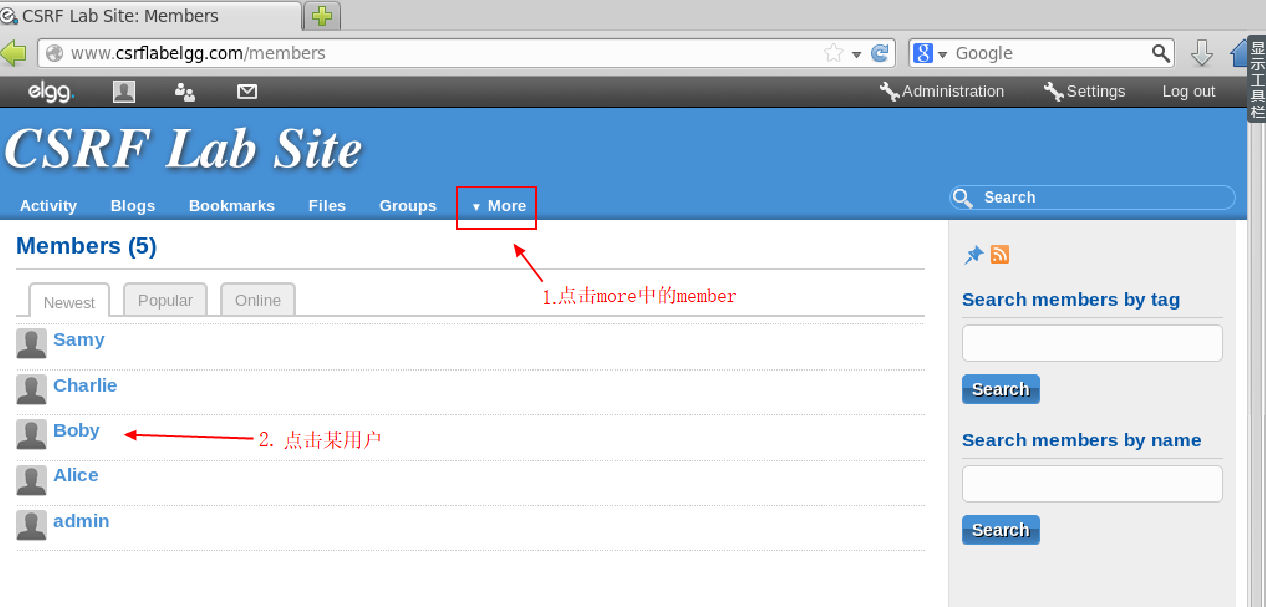 CSRF Lab Site: Members
www.csrflabelgg.com/members
8 Google
显示工具栏
elgg.
Administration Settings Log out
CSRF Lab Site
Activity Blogs Bookmarks Files Groups ▼ More
Search
Members (5)
1.点击more中的member
Newest Popular Online
Search members by tag
Samy
Charlie
Search
Boby
2. 点击某用户
Search members by name
Alice
admin
Search